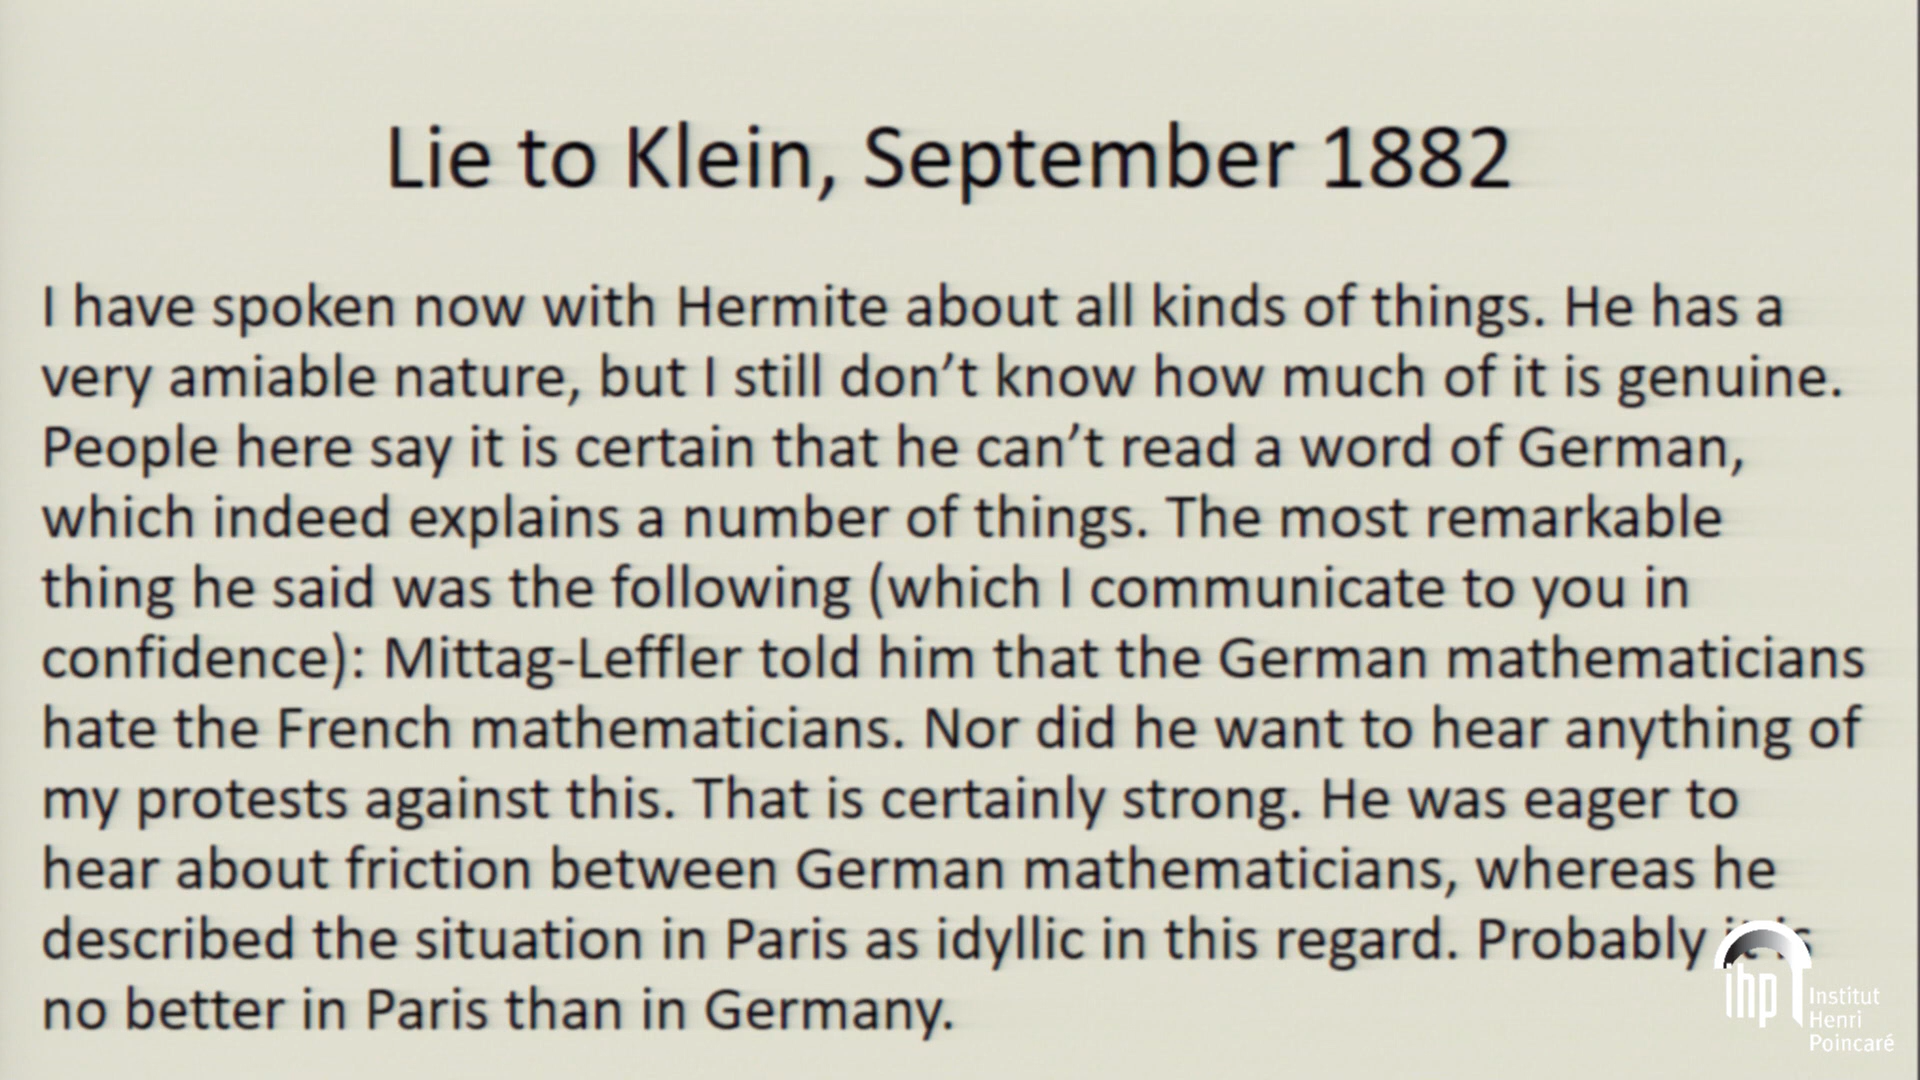 Lie to Klein, September 1882
I have spoken now with Hermite about all kinds of things. He has a
very amiable nature, but I still don’t know how much of it is genuine.
People here say it is certain that he can’t read a word of German,
which indeed explains a number of things. The most remarkable
thing he said was the following (which I communicate to you in
confidence): Mittag-Leffler told him that the German mathematicians
hate the French mathematicians. Nor did he want to hear anything of
my protests against this. That is certainly strong. He was eager to
hear about friction between German mathematicians, whereas he
described the situation in Paris as idyllic in this regard. Probably it is
no better in Paris than in Germany.
ihp
Institut
Henri
Poincaré